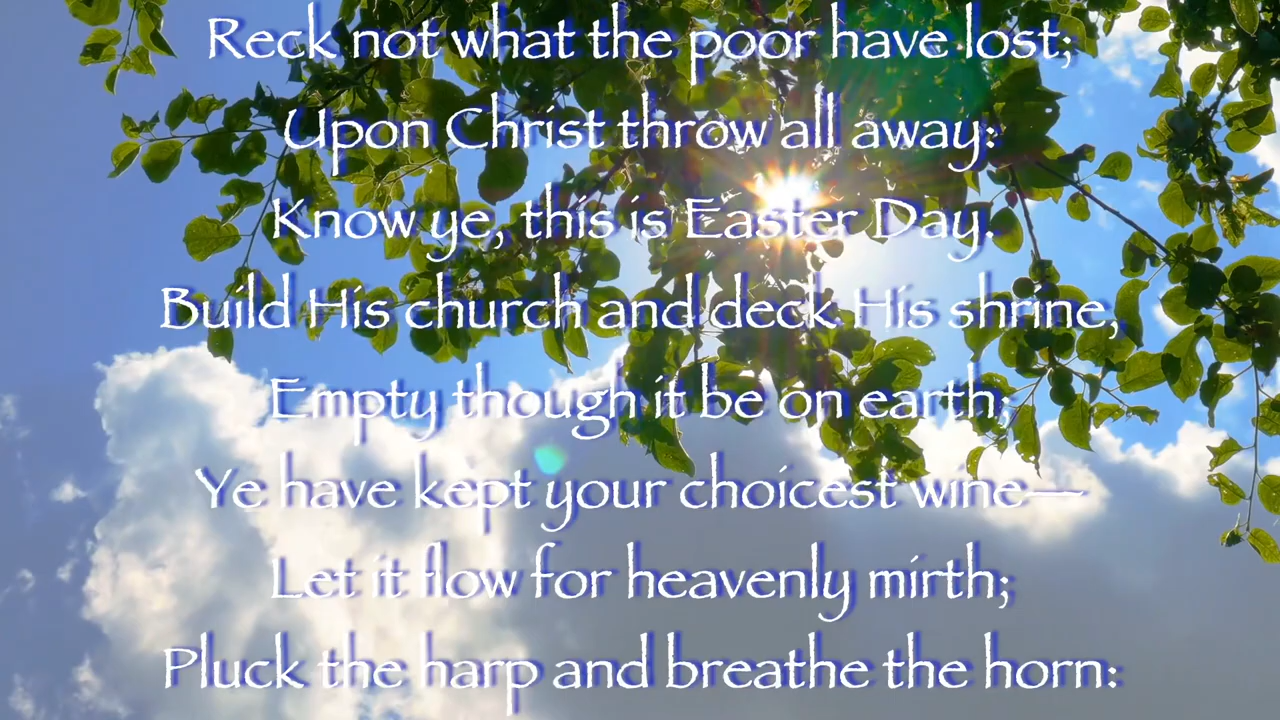 Reck not what the poor have lost;
Upon Christ throw all away:
Know ye, this is Easter Day.
Build His church and deck His shrine,
Empty though it be on earth;
Ye have kept your choicest wine—
Let it flow for heavenly mirth;
Pluck the harp and breathe the horn: